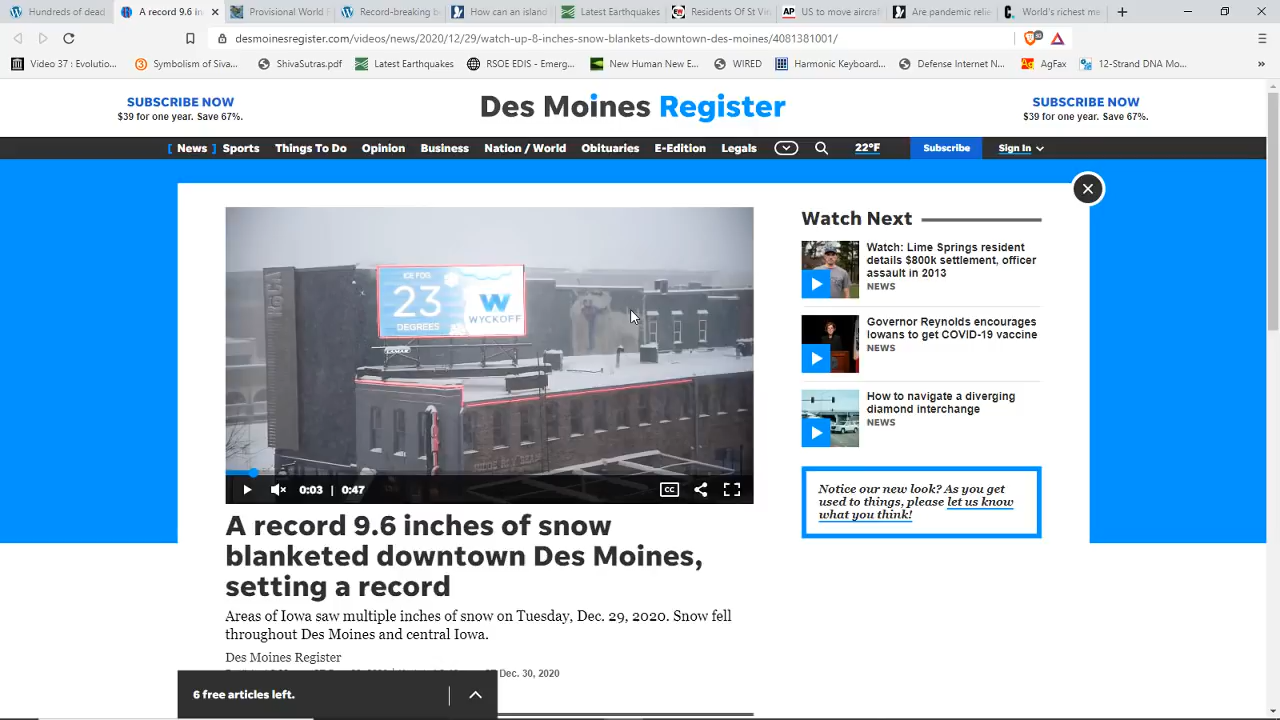 Hundreds of dead
A record 9.6 in
Provisional World F
Record-breaking b
How can an island
Latest Earthquakes
Residents Of St Vin
US to move aircraf
Are pandemic relie
World's richest me
desmoinesregister.com/videos/news/2020/12/29/watch-up-8-inches-snow-blankets-downtown-des-moines/4081381001/
Video 37 : Evolutio...
Symbolism of Siva...
ShivaSutras.pdf
Latest Earthquakes
RSOE EDIS - Emerg...
New Human New E...
WIRED
Harmonic Keyboard...
Defense Internet N...
AgFax
12-Strand DNA Mo...
SUBSCRIBE NOW
$39 for one year. Save 67%.
Des Moines Register
SUBSCRIBE NOW
$39 for one year. Save 67%.
[ News ] Sports Things To Do Opinion Business Nation / World Obituaries E-Edition Legals 22°F Subscribe Sign In
ICE FOG
23
DEGREES
W
WYCKOFF
0:03 | 0:47
CC
A record 9.6 inches of snow
blanketed downtown Des Moines,
setting a record
Areas of Iowa saw multiple inches of snow on Tuesday, Dec. 29, 2020. Snow fell
throughout Des Moines and central Iowa.
Des Moines Register
Dec. 30, 2020
Watch Next
Watch: Lime Springs resident
details $800k settlement, officer
assault in 2013
NEWS
Governor Reynolds encourages
Iowans to get COVID-19 vaccine
NEWS
How to navigate a diverging
diamond interchange
NEWS
Notice our new look? As you get
used to things, please let us know
what you think!
6 free articles left.